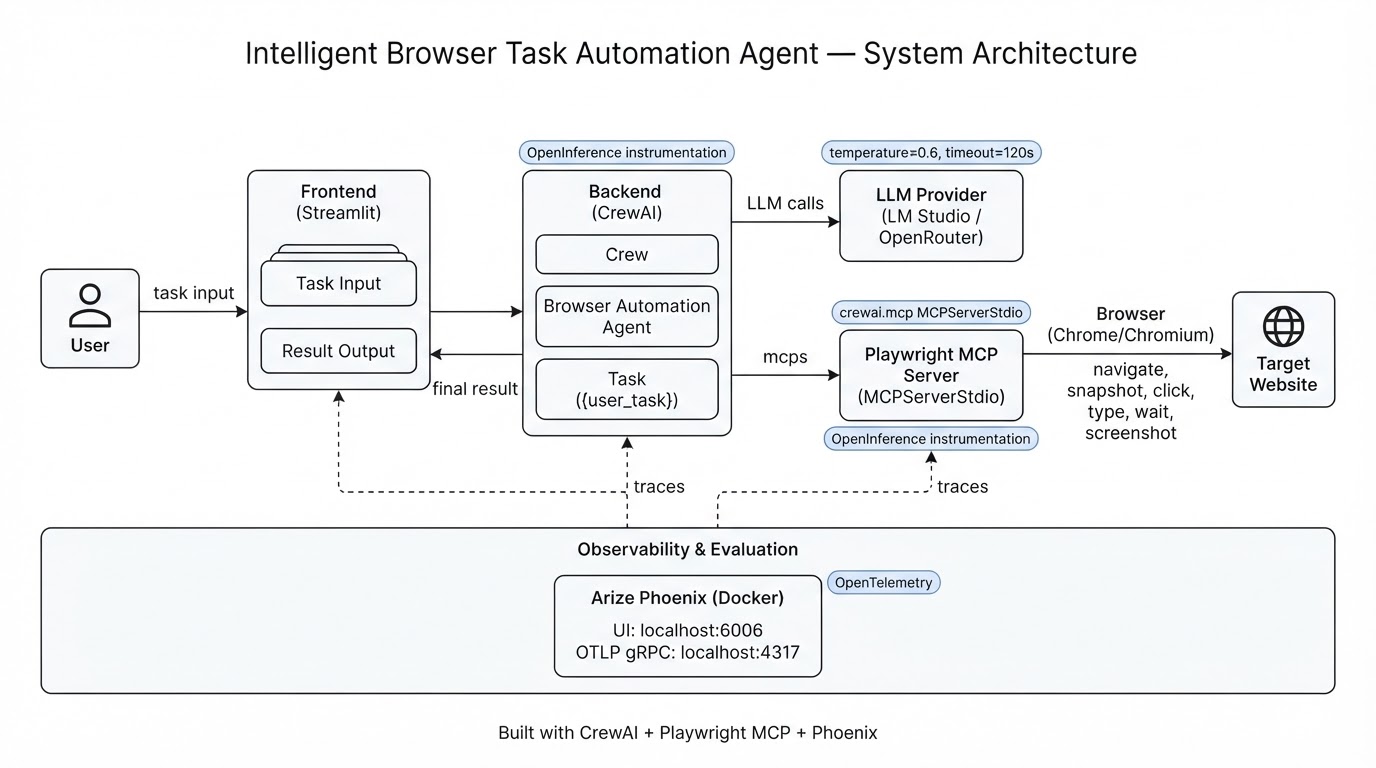 Intelligent Browser Task Automation Agent — System Architecture
User
task input
Frontend
(Streamlit)
Task Input
Result Output
final result
OpenInference instrumentation
Backend
(CrewAI)
Crew
Browser Automation
Agent
Task
({user_task})
LLM calls
temperature=0.6, timeout=120s
LLM Provider
(LM Studio /
OpenRouter)
mcps
crewai.mcp MCPServerStdio
Playwright MCP
Server
(MCPServerStdio)
OpenInference instrumentation
Browser
(Chrome/Chromium)
navigate,
snapshot, click,
type, wait,
screenshot
Target
Website
traces
traces
Observability & Evaluation
Arize Phoenix (Docker)
UI: localhost:6006
OTLP gRPC: localhost:4317
OpenTelemetry
Built with CrewAI + Playwright MCP + Phoenix